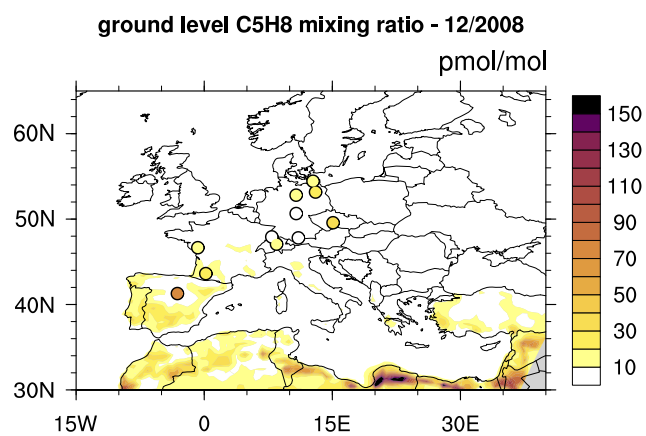 ground level C5H8 mixing ratio - 12/2008
pmol/mol
60N
50N
40N
30N
15W 0 15E 30E
150
130
110
90
70
50
30
10